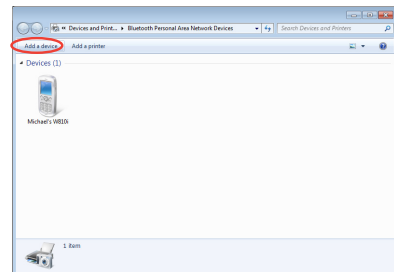 « Devices and Print... ▸ Bluetooth Personal Area Network Devices
Search Devices and Printers
Add a device Add a printer
Devices (1)
Michael's W810i
1 item